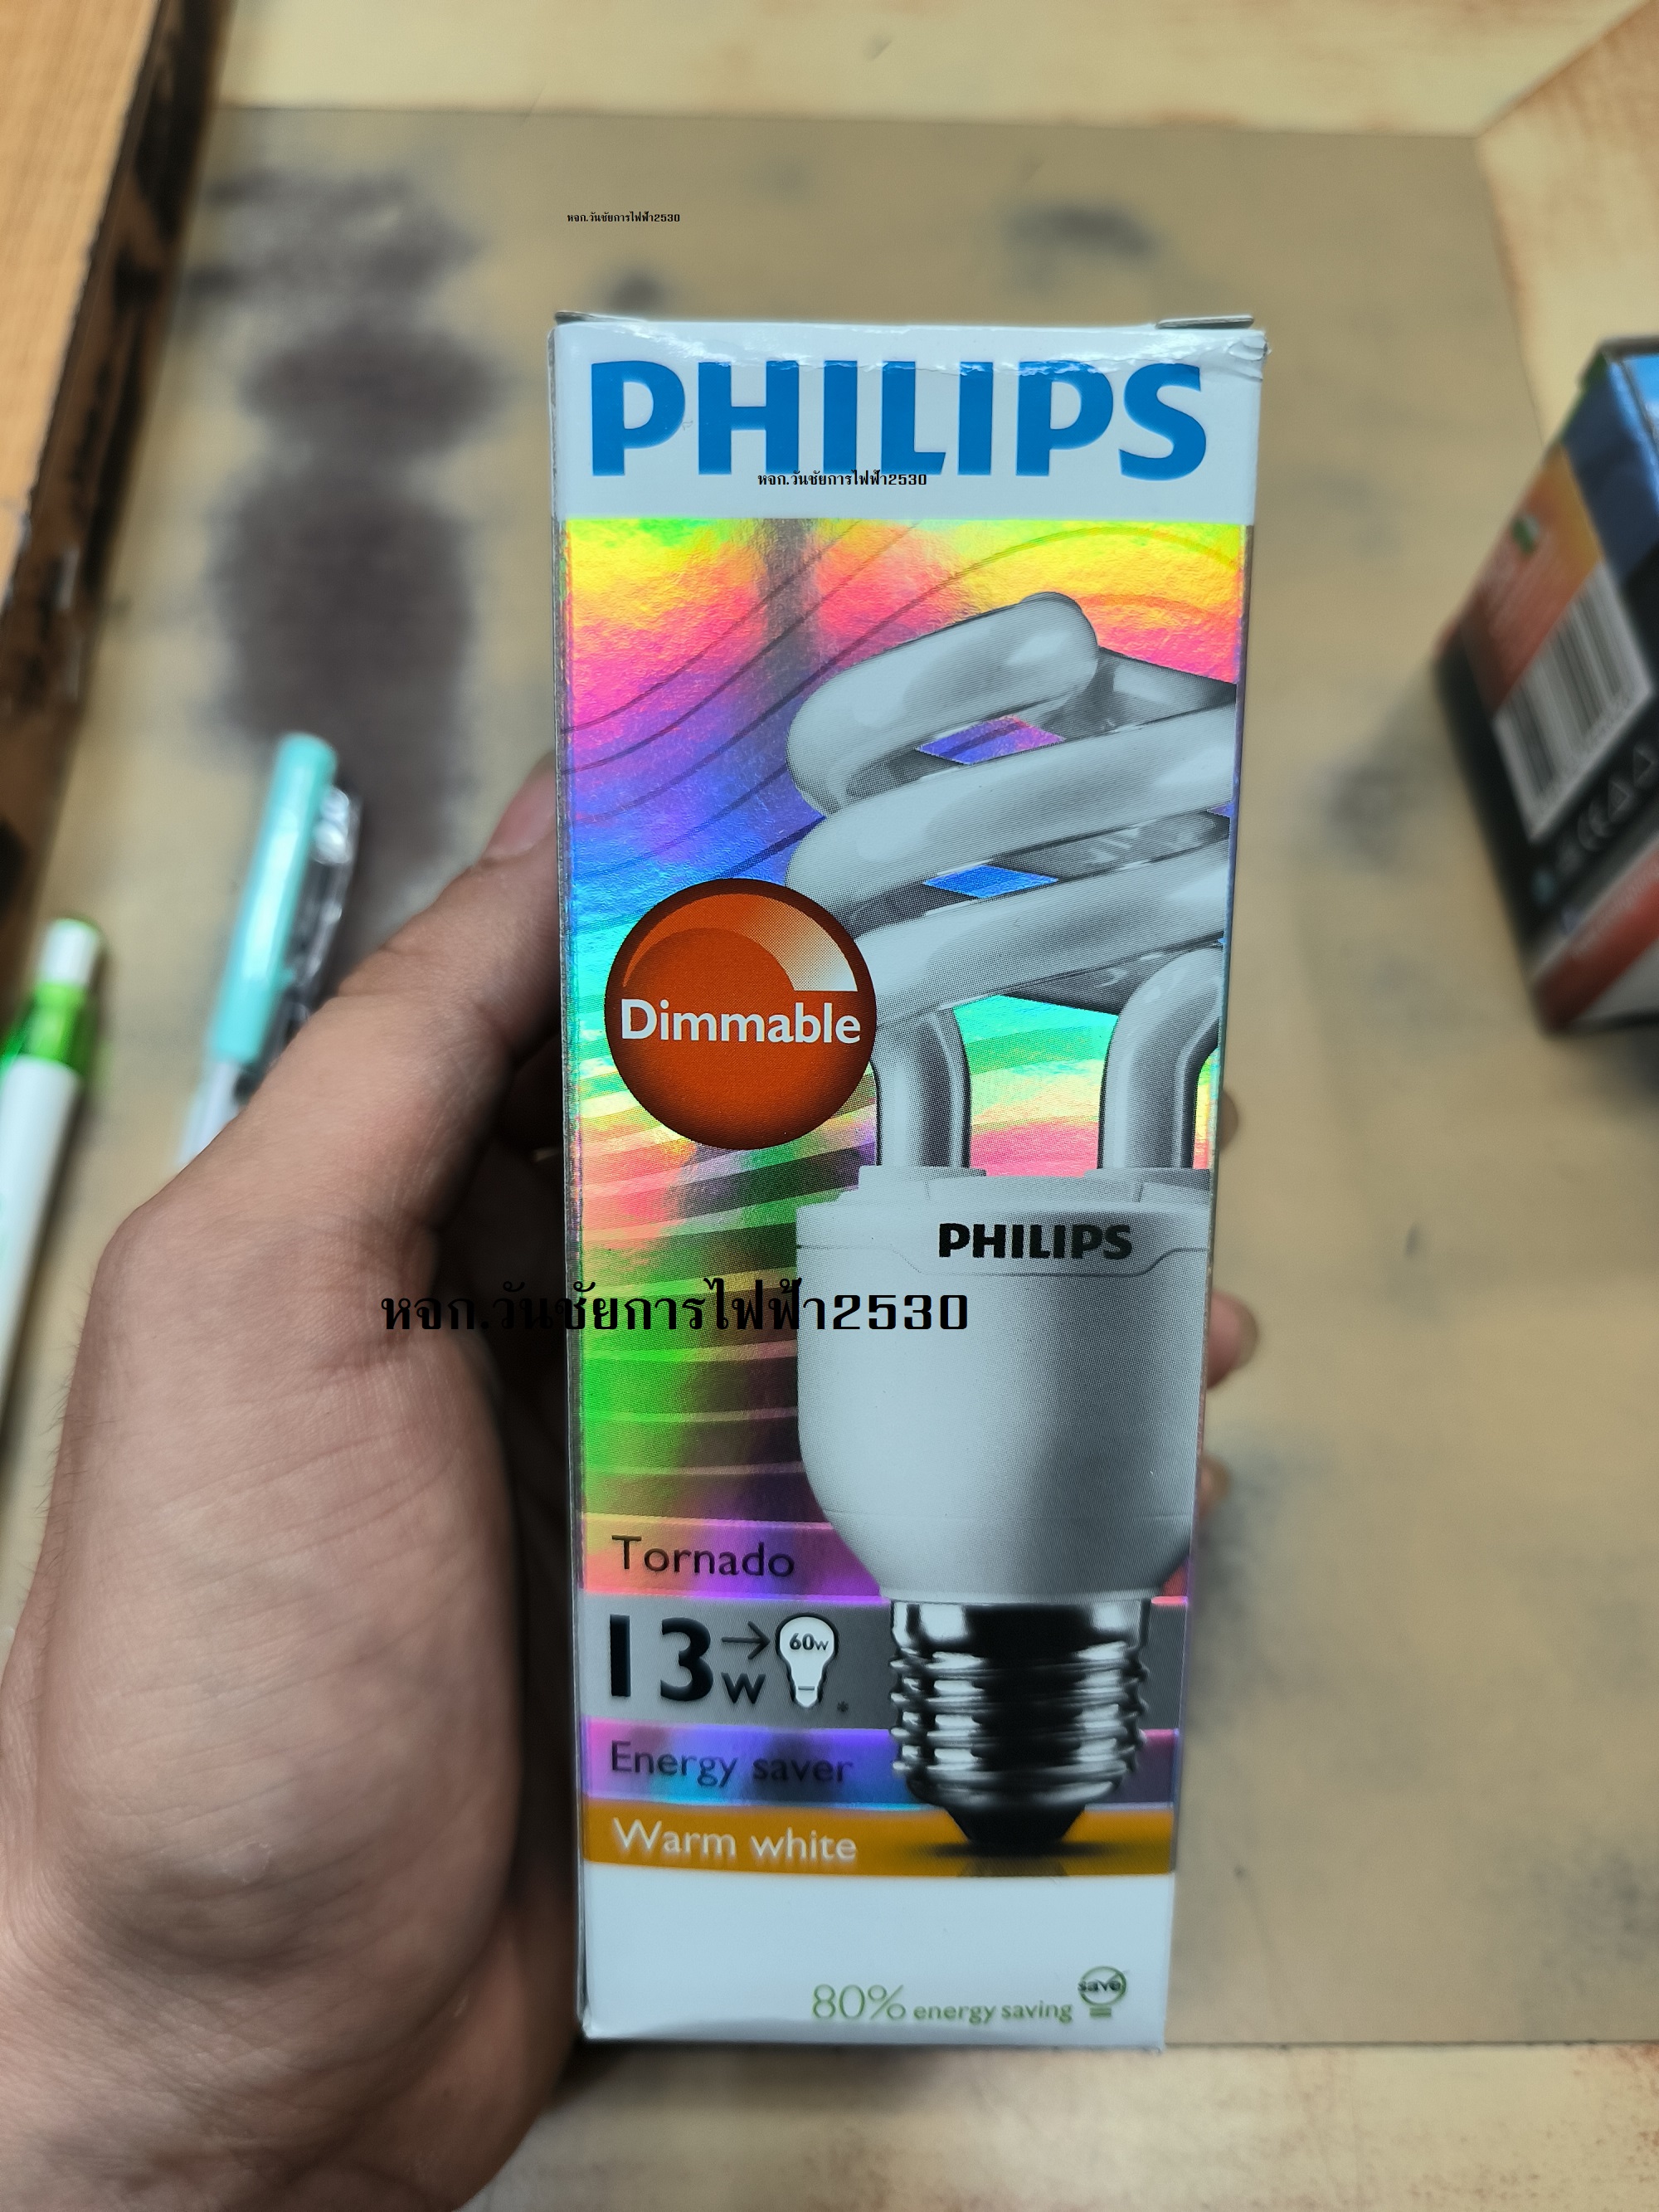 หจก.วันชัยการไฟฟ้า2530
PHILIPS
หจก.วันชัยการไฟฟ้า2530
Dimmable
PHILIPS
หจก.วันชัยการไฟฟ้า2530
Tornado
13W → 60W *
Energy saver
Warm white
80% energy saving save